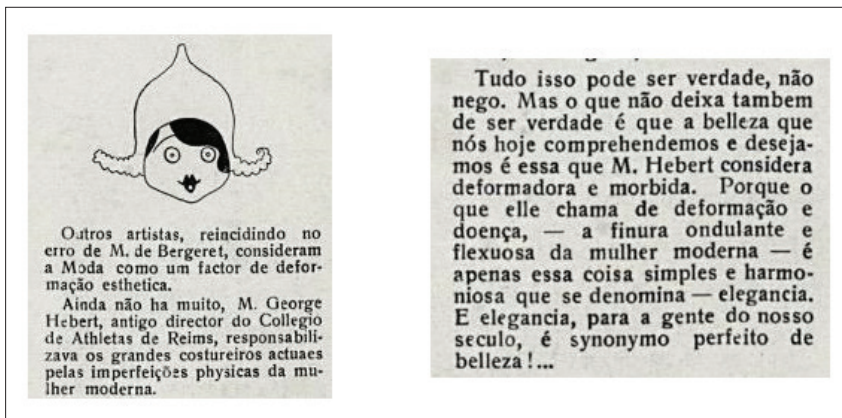 Outros artistas, reincidindo no
erro de M. de Bergeret, consideram
a Moda como um factor de defor-
mação esthetica.
Ainda não ha muito, M. George
Hebert, antigo director do Collegio
de Athletas de Reims, responsabili-
zava os grandes costureiros actuaes
pelas imperfeições physicas da mu-
lher moderna.
Tudo isso pode ser verdade, não
nego. Mas o que não deixa tambem
de ser verdade é que a belleza que
nós hoje comprehendemos e deseja-
mos é essa que M. Hebert considera
deformadora e morbida. Porque o
que elle chama de deformação e
doença, — a finura ondulante e
flexuosa da mulher moderna — é
apenas essa coisa simples e harmo-
niosa que se denomina — elegancia.
E elegancia, para a gente do nosso
seculo, é synonymo perfeito de
belleza!...